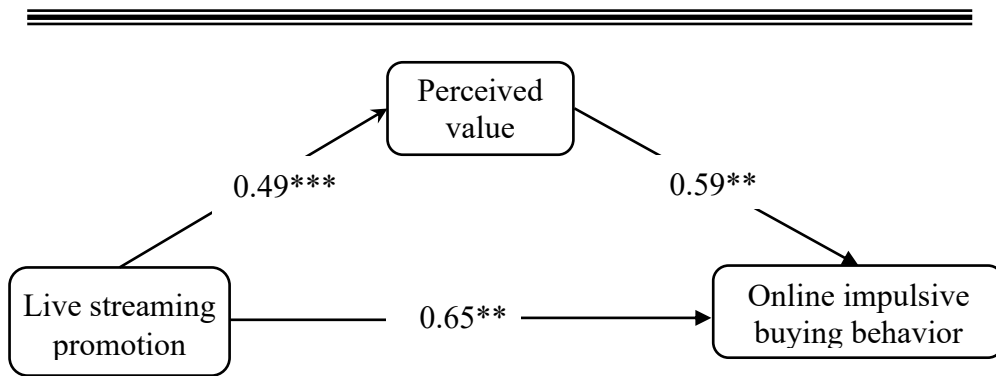 Perceived
value
0.49***
0.59**
Live streaming
promotion
0.65**
Online impulsive
buying behavior